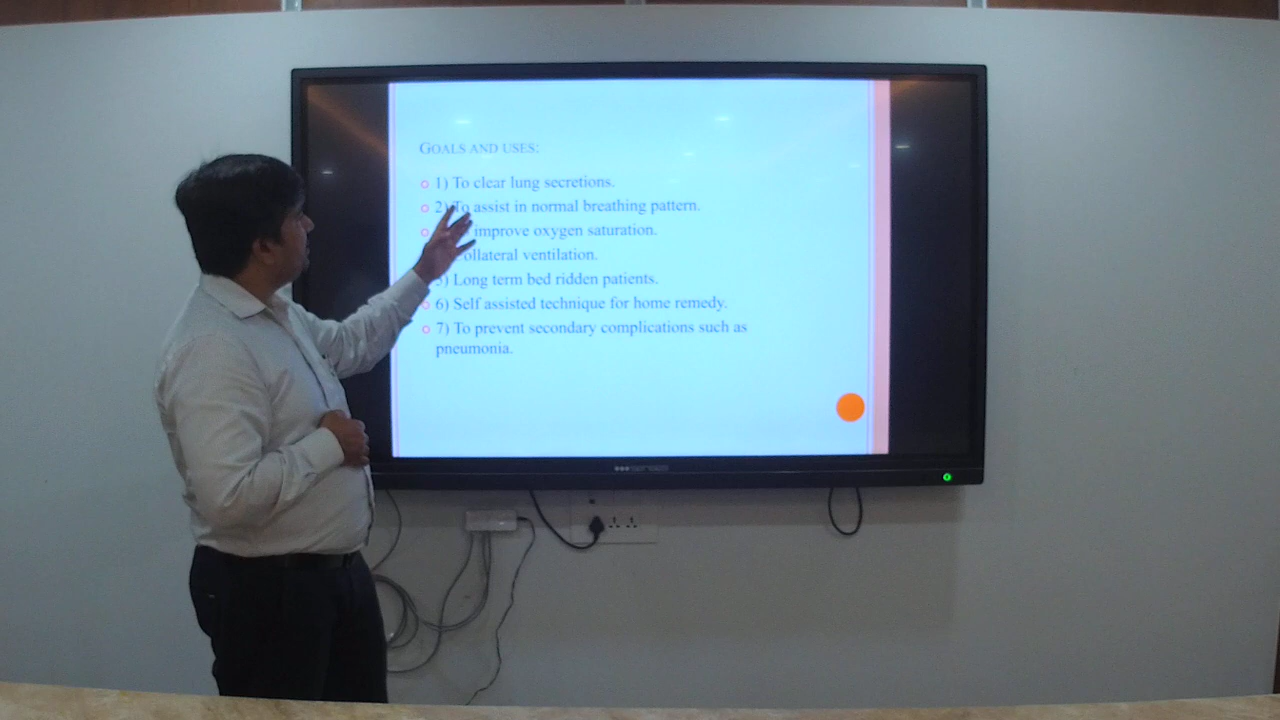 GOALS AND USES:
1) To clear lung secretions.
2) To assist in normal breathing pattern.
improve oxygen saturation.
ollateral ventilation.
5) Long term bed ridden patients.
6) Self assisted technique for home remedy.
7) To prevent secondary complications such as
pneumonia.